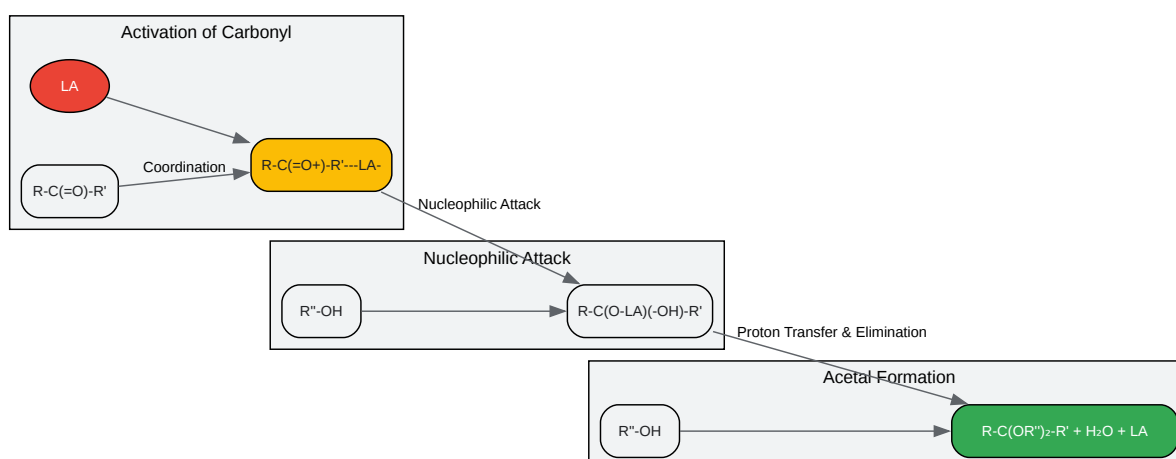 Activation of Carbonyl
LA
Coordination
R-C(=O+)-R'---LA-
R-C(=O)-R'
Nucleophilic Attack
Nucleophilic Attack
R"-OH
R-C(O-LA)(-OH)-R'
Proton Transfer & Elimination
Acetal Formation
R"-OH
R-C(OR")₂-R' + H₂O + LA